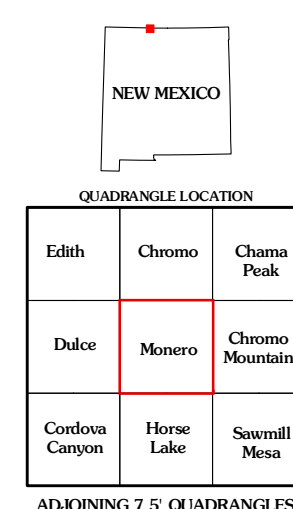 NEW MEXICO
QUADRANGLE LOCATION
Edith Chromo Chama
Peak
Dulce Monero Chromo
Mountain
Cordova Canyon Horse Lake Sawmill Mesa
ADJOINING 7.5' QUADRANGLES